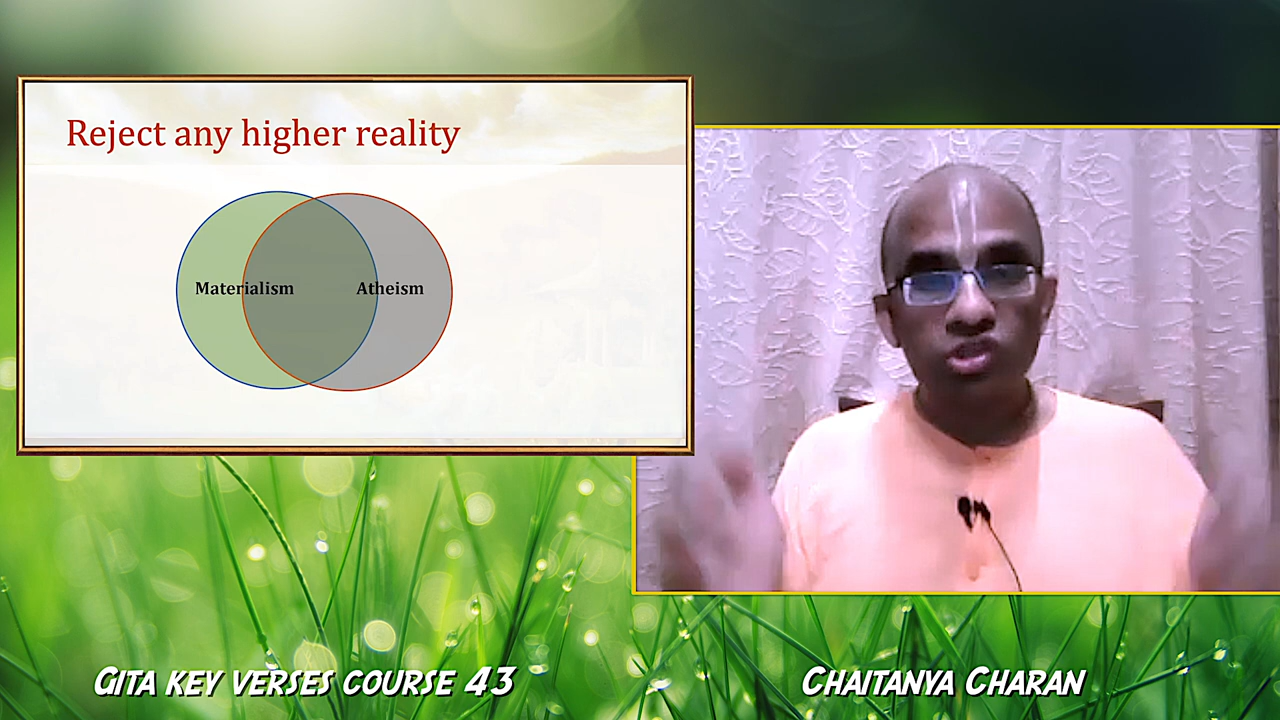 Reject any higher reality
Materialism
Atheism
Gita key verses course 43
Chaitanya Charan